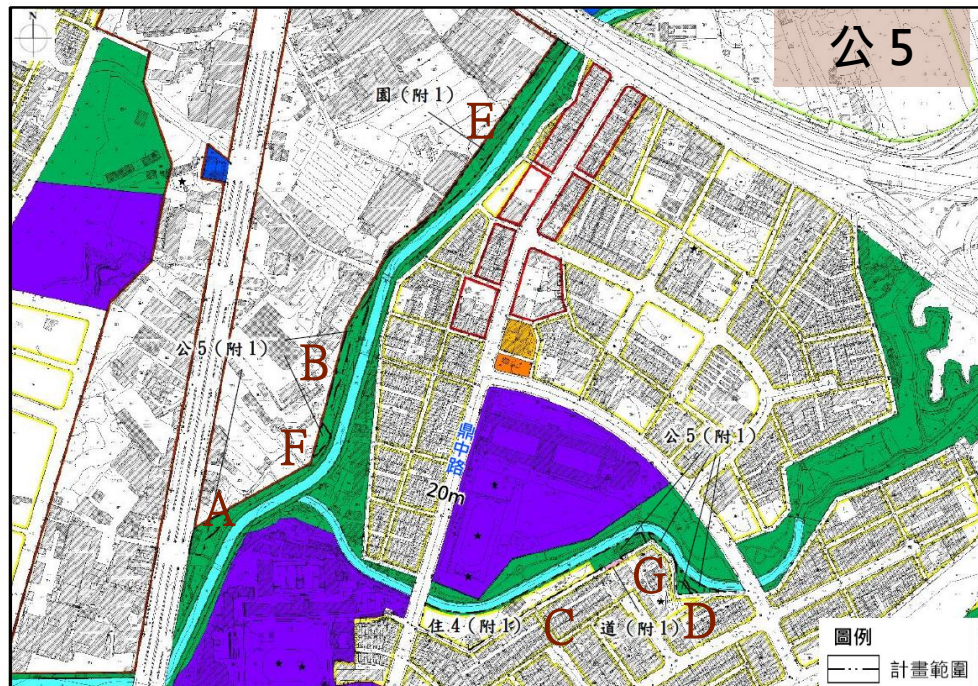 公 5
N
園(附1)
E
公5(附1)
B
F
A
鼎中路
20m
公5(附1)
G
住4(附1)
C
道(附1)
D
圖例
計畫範圍